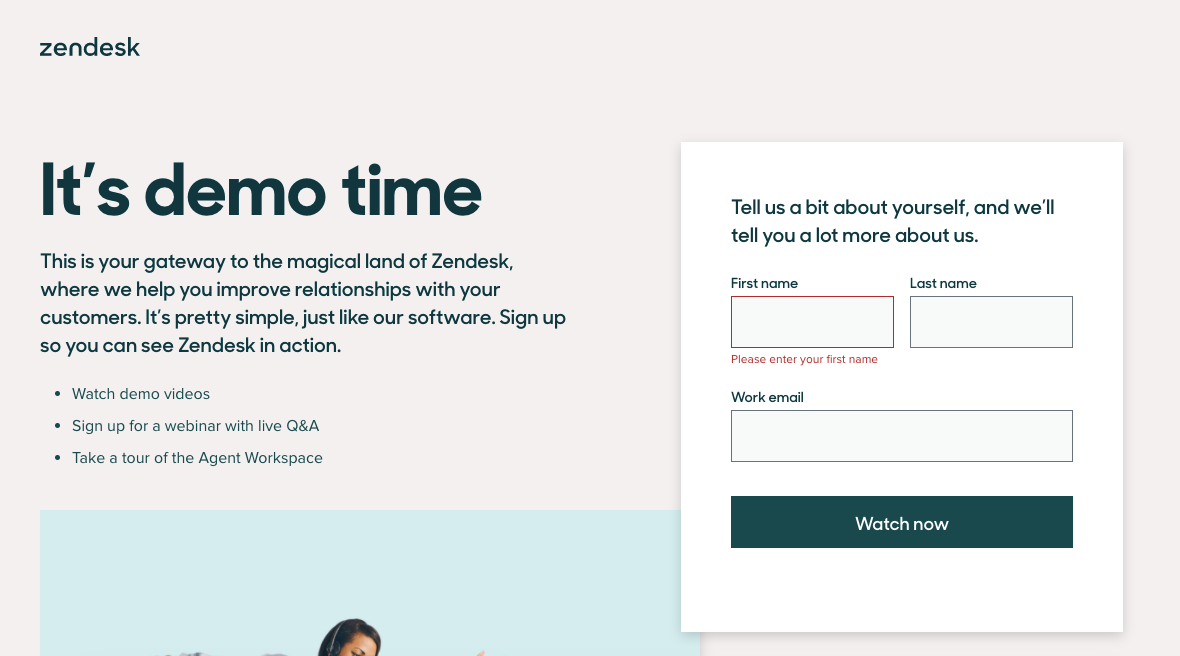 zendesk
It's demo time
This is your gateway to the magical land of Zendesk,
where we help you improve relationships with your
customers. It's pretty simple, just like our software. Sign up
so you can see Zendesk in action.
• Watch demo videos
• Sign up for a webinar with live Q&A
• Take a tour of the Agent Workspace
Tell us a bit about yourself, and we'll
tell you a lot more about us.
First name
Last name
Please enter your first name
Work email
Watch now